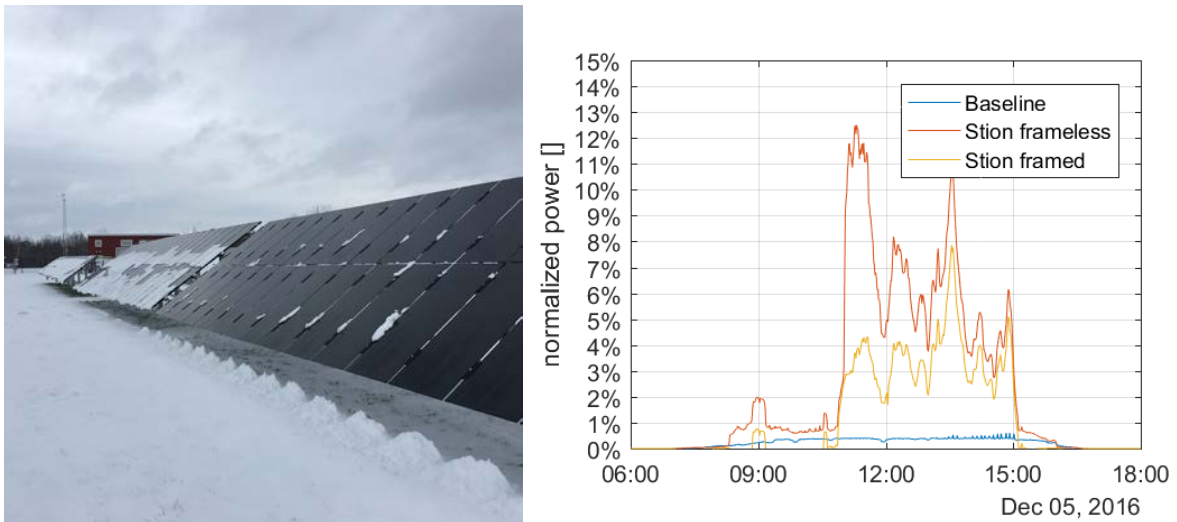 15%
14%
13%
12%
11%
10%
9%
8%
7%
6%
5%
4%
3%
2%
1%
0%
normalized power []
Baseline
Stion frameless
Stion framed
06:00 09:00 12:00 15:00 18:00
Dec 05, 2016